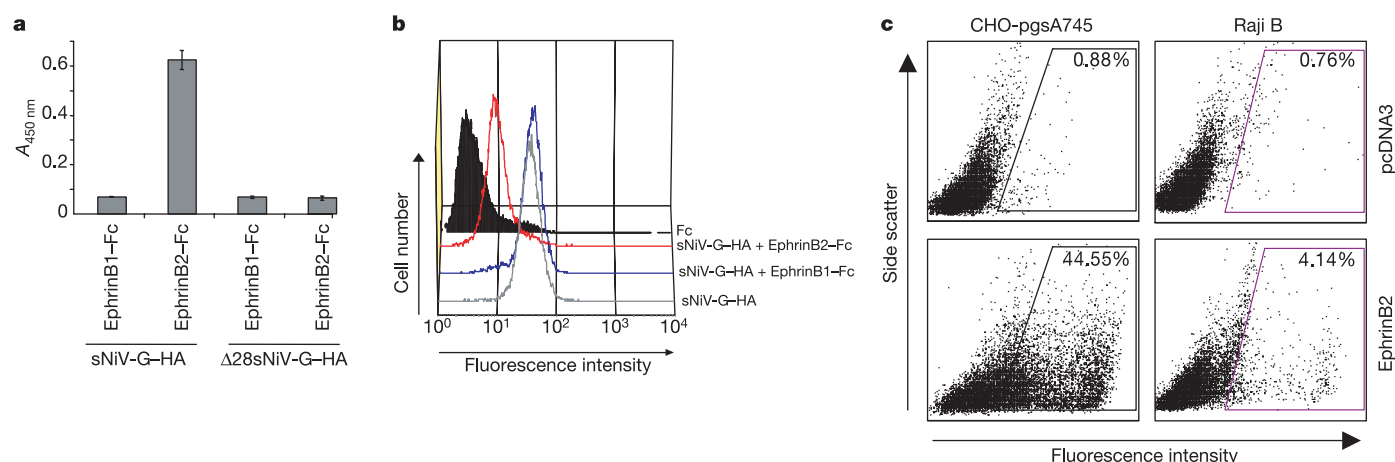 a
A450 nm
0.6
0.4
0.2
0
EphrinB1–Fc
EphrinB2–Fc
EphrinB1–Fc
EphrinB2–Fc
sNiV-G–HA
Δ28sNiV-G–HA
b
Cell number
Fc
sNiV-G–HA + EphrinB2–Fc
sNiV-G–HA + EphrinB1–Fc
sNiV-G–HA
10⁰ 10¹ 10² 10³ 10⁴
Fluorescence intensity
c
CHO-pgsA745
Raji B
0.88%
0.76%
pcDNA3
44.55%
4.14%
EphrinB2
Side scatter
Fluorescence intensity